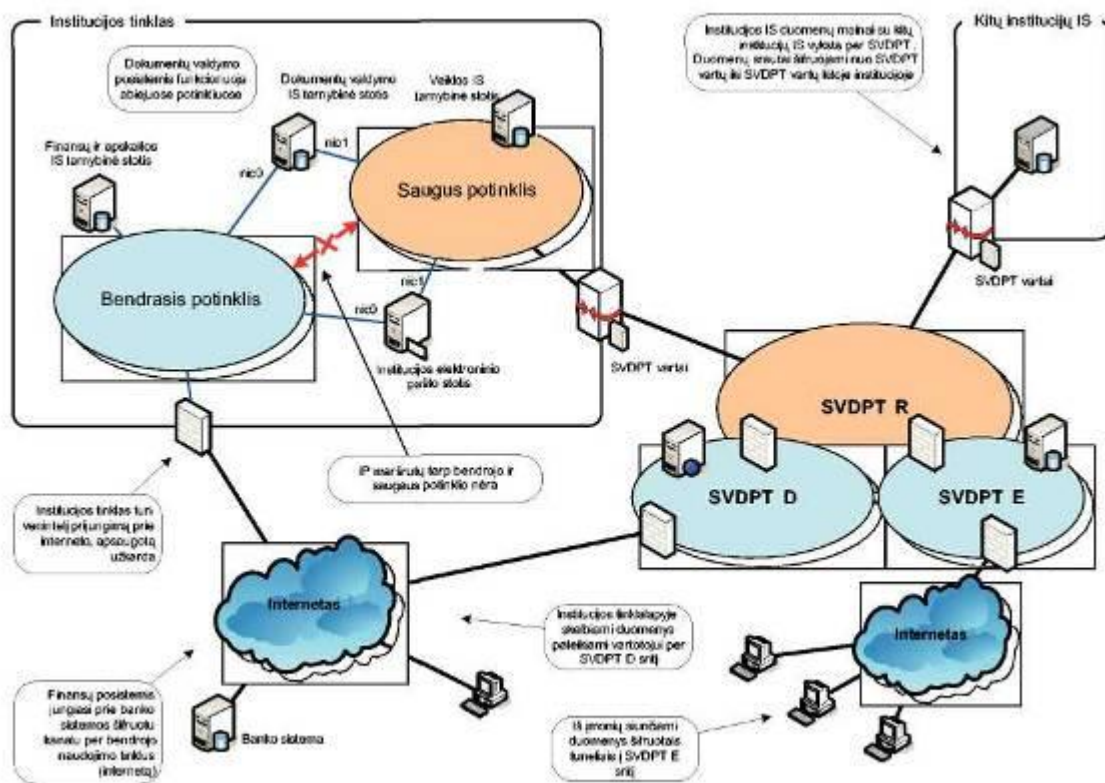 Institucijos tinklas
Kitų institucijų IS
Dokumentų valdymo
posistemis funkcionuoja
abiejuose potinkliuose
Dokumentų valdymo
IS tarnybinė stotis
Veiklos IS
tarnybinė stotis
Institucijos IS duomenų mainai su kitų
institucijų IS vyksta per SVDPT.
Duomenų srautai šifruojami nuo SVDPT
vartų iki SVDPT vartų kitoje institucijoje
Finansų ir apskaitos
IS tarnybinė stotis
nic1
nic0
Saugus potinklis
Bendrasis potinklis
nic1
nic0
SVDPT vartai
Institucijos elektroninio
pašto stotis
SVDPT vartai
SVDPT R
IP maršrutų tarp bendrojo ir
saugaus potinklio nėra
SVDPT D
SVDPT E
Institucijos tinklas turi
vienintelį prijungimą prie
interneto, apsaugotą
užkarda
Internetas
Institucijos tinklalapyje
skelbiami duomenys
pateikiami vartotojui per
SVDPT D sritį
Internetas
Finansų posistemis
jungiasi prie banko
sistemos šifruotu
kanalu per bendrojo
naudojimo tinklus
(internetą)
Banko sistema
Iš įmonių siunčiami
duomenys šifruotais
tuneliais į SVDPT E
sritį